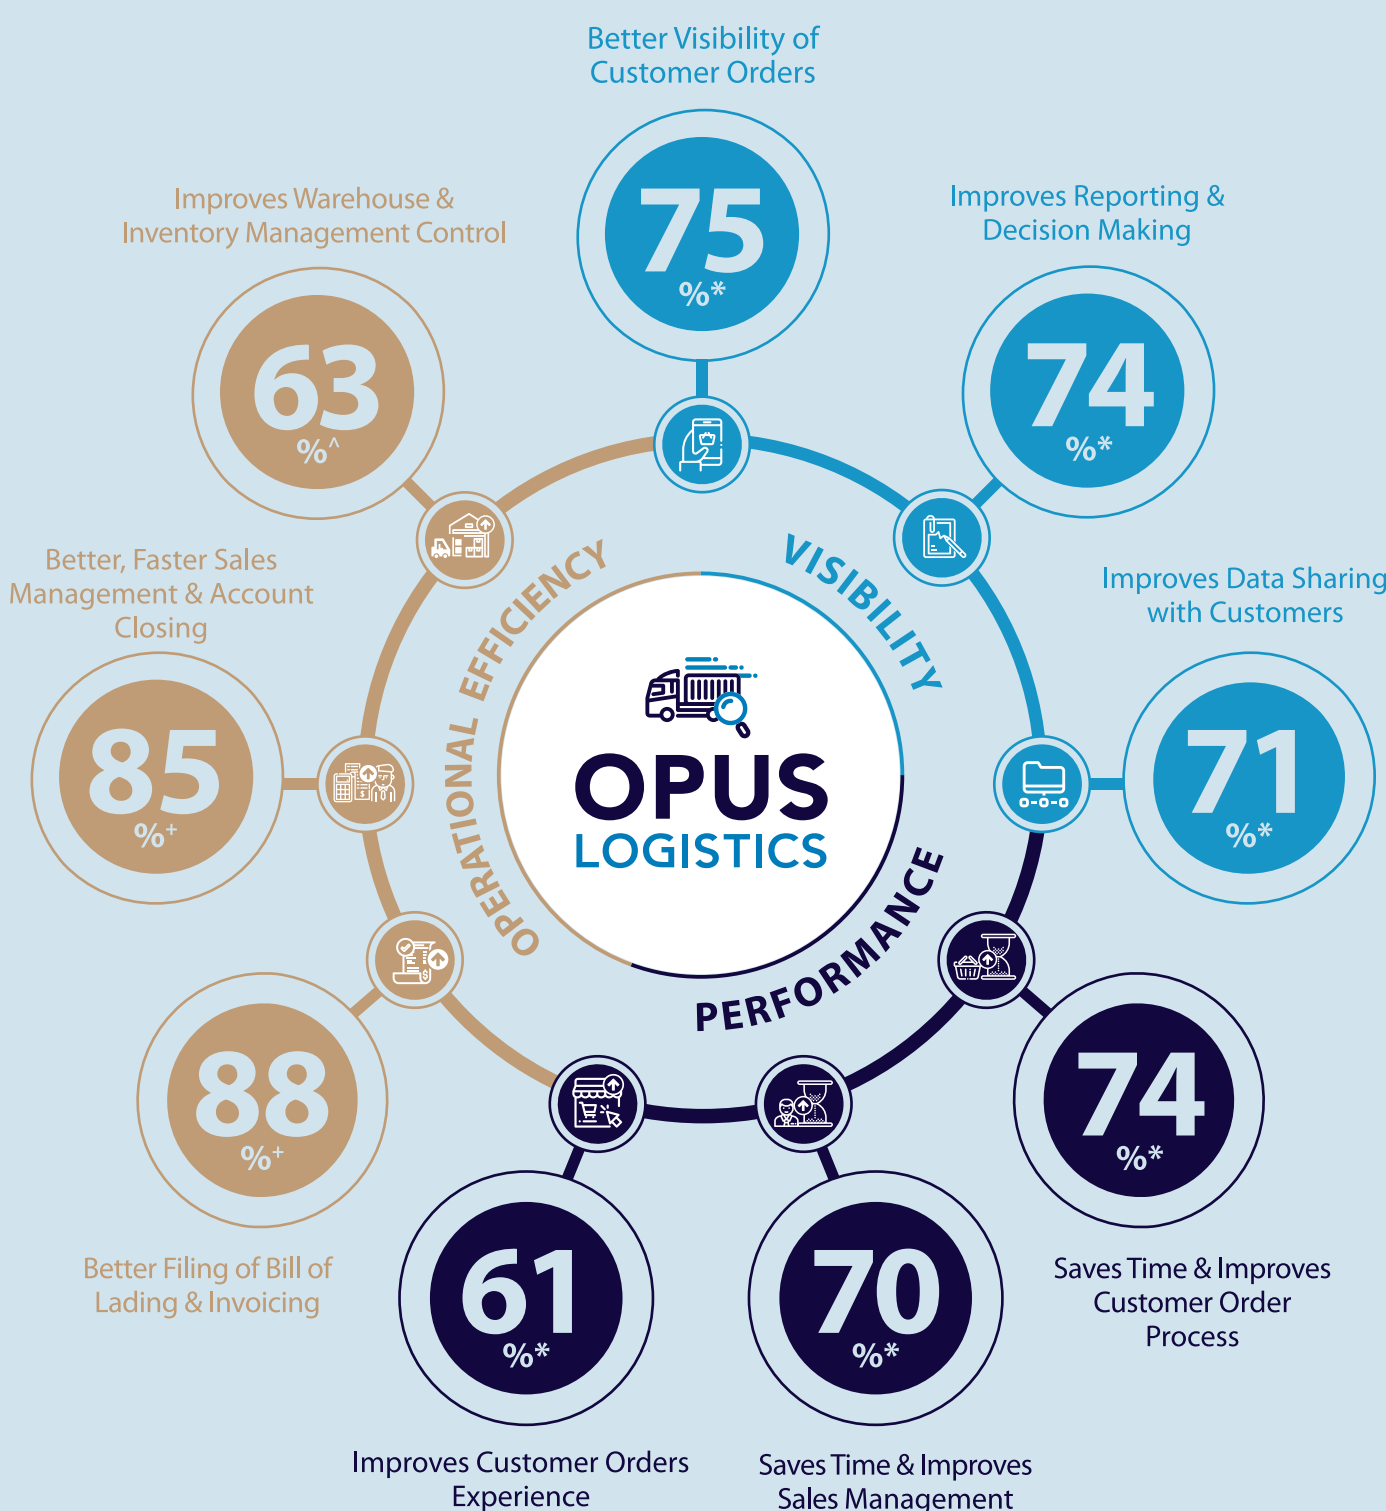 Better Visibility of
Customer Orders
75
%*
Improves Reporting &
Decision Making
74
%*
Improves Data Sharing
with Customers
71
%*
74
%*
Saves Time & Improves
Customer Order
Process
70
%*
Saves Time & Improves
Sales Management
61
%*
Improves Customer Orders
Experience
88
%+
Better Filing of Bill of
Lading & Invoicing
Better, Faster Sales
Management & Account
Closing
85
%+
Improves Warehouse &
Inventory Management Control
63
%^
OPERATIONAL EFFICIENCY
VISIBILITY
PERFORMANCE
OPUS
LOGISTICS